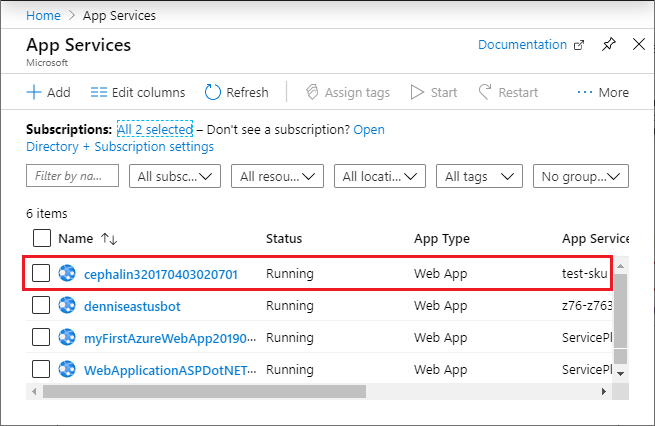 Home > App Services
App Services
Microsoft
Documentation
Add
Edit columns
Refresh
Assign tags
Start
Restart
··· More
Subscriptions: All 2 selected – Don't see a subscription? Open
Directory + Subscription settings
Filter by na...
All subsc...
All resou...
All locati...
All tags
No group...
6 items
Name Status App Type App Service
cephalin320170403020701 Running Web App test-sku
denniseastusbot Running Web App z76-z763
myFirstAzureWebApp20190... Running Web App ServicePl
WebApplicationASPDotNET... Running Web App ServicePl